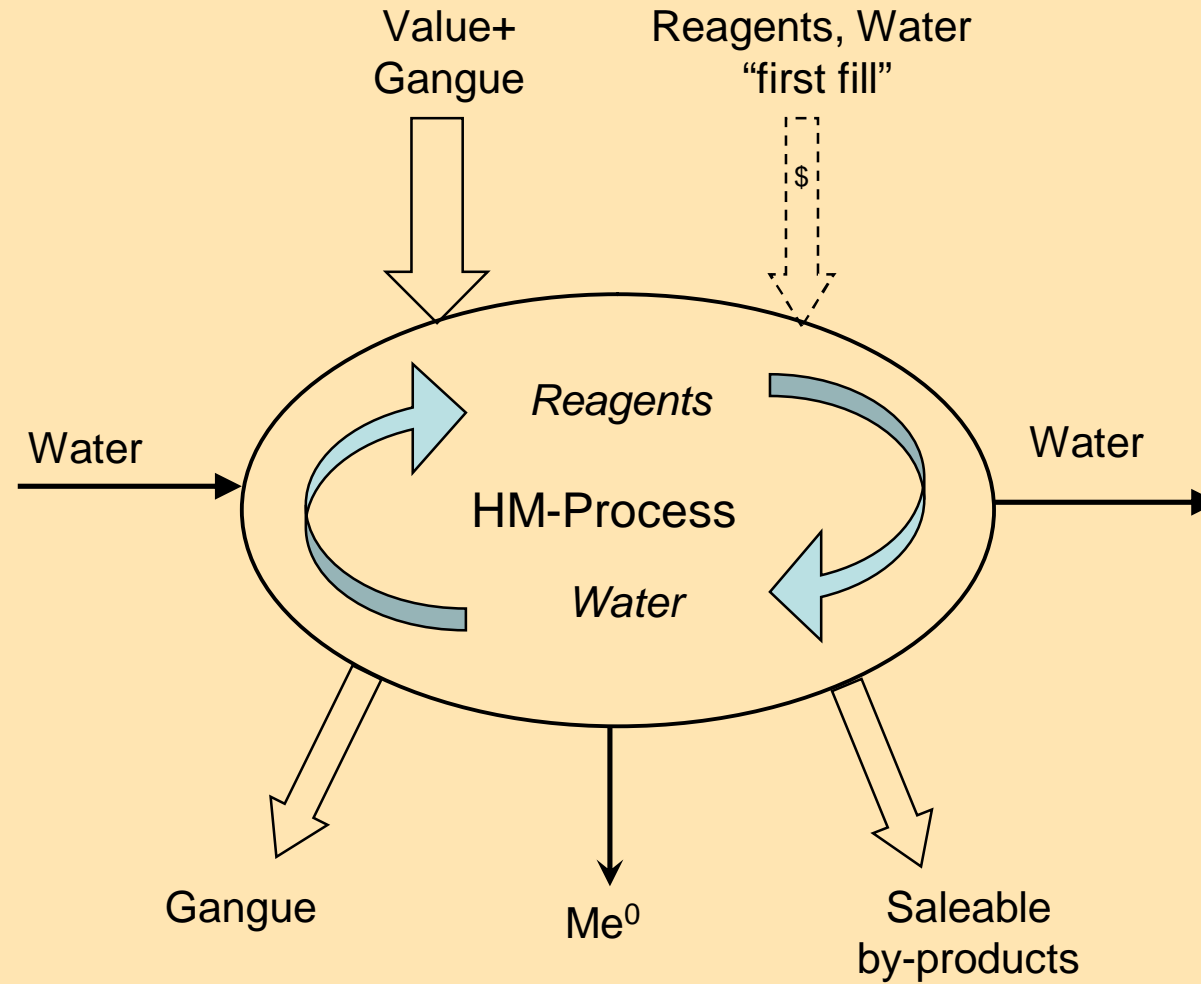 Value+
Gangue
Reagents, Water
“first fill”
$
Reagents
Water
Water
HM-Process
Water
Gangue
Me⁰
Saleable
by-products